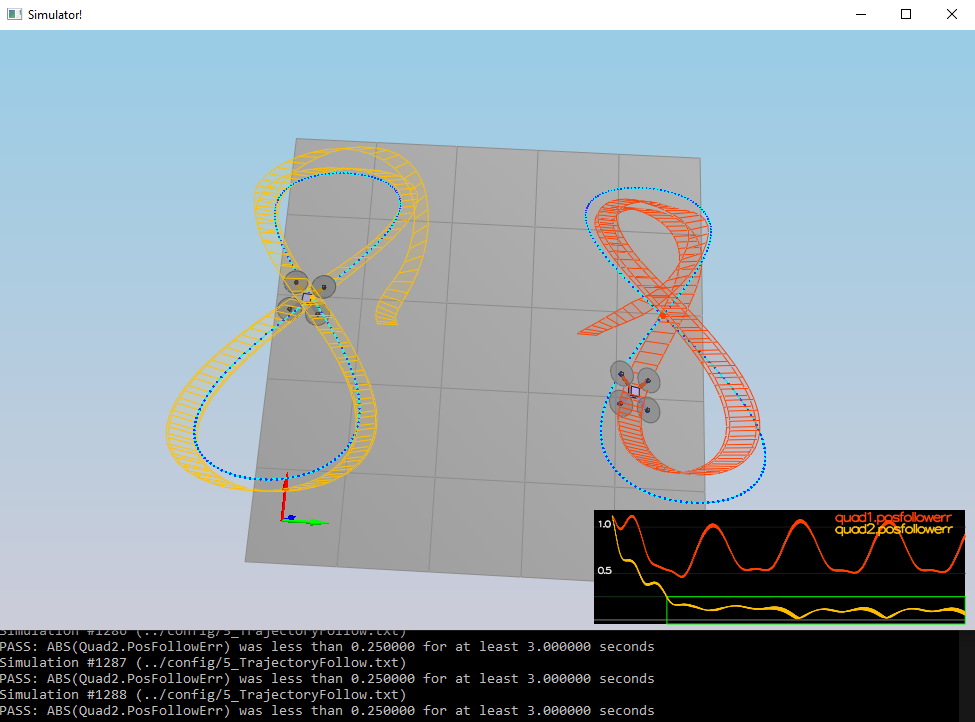 Simulator!
1.0
quad1.posfollowerr
quad2.posfollowerr
0.5
Simulation #1286 (../config/5_TrajectoryFollow.txt)
PASS: ABS(Quad2.PosFollowErr) was less than 0.250000 for at least 3.000000 seconds
Simulation #1287 (../config/5_TrajectoryFollow.txt)
PASS: ABS(Quad2.PosFollowErr) was less than 0.250000 for at least 3.000000 seconds
Simulation #1288 (../config/5_TrajectoryFollow.txt)
PASS: ABS(Quad2.PosFollowErr) was less than 0.250000 for at least 3.000000 seconds